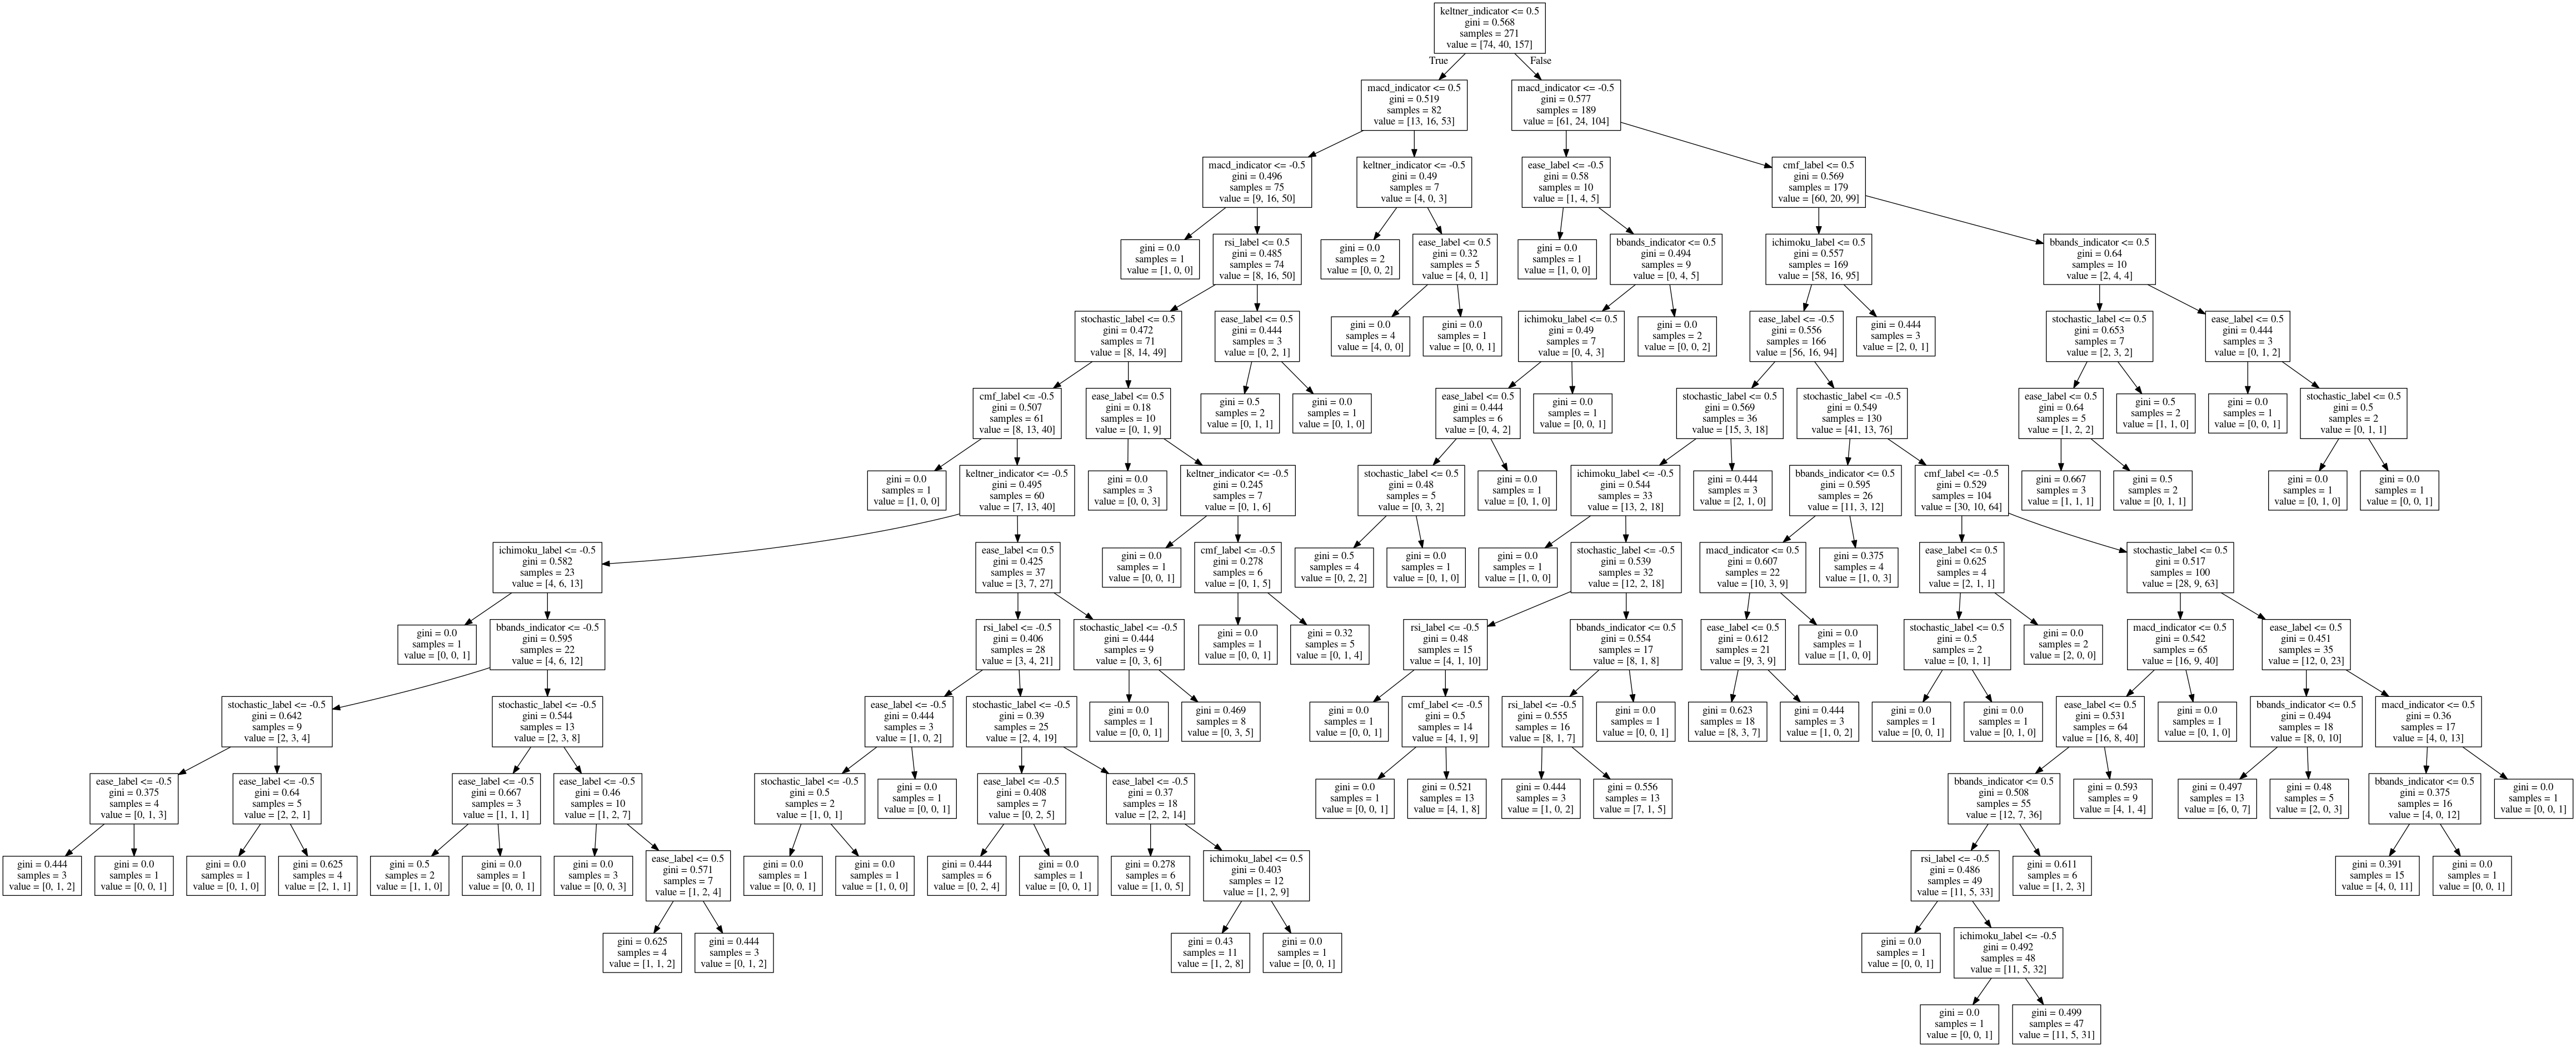 keltner_indicator <= 0.5
gini = 0.568
samples = 271
value = [74, 40, 157]
True
False
macd_indicator <= 0.5
gini = 0.519
samples = 82
value = [13, 16, 53]
macd_indicator <= -0.5
gini = 0.577
samples = 189
value = [61, 24, 104]
macd_indicator <= -0.5
gini = 0.496
samples = 75
value = [9, 16, 50]
keltner_indicator <= -0.5
gini = 0.49
samples = 7
value = [4, 0, 3]
ease_label <= -0.5
gini = 0.58
samples = 10
value = [1, 4, 5]
cmf_label <= 0.5
gini = 0.569
samples = 179
value = [60, 20, 99]
gini = 0.0
samples = 1
value = [1, 0, 0]
rsi_label <= 0.5
gini = 0.485
samples = 74
value = [8, 16, 50]
gini = 0.0
samples = 2
value = [0, 0, 2]
ease_label <= 0.5
gini = 0.32
samples = 5
value = [4, 0, 1]
gini = 0.0
samples = 1
value = [1, 0, 0]
bbands_indicator <= 0.5
gini = 0.494
samples = 9
value = [0, 4, 5]
ichimoku_label <= 0.5
gini = 0.557
samples = 169
value = [58, 16, 95]
bbands_indicator <= 0.5
gini = 0.64
samples = 10
value = [2, 4, 4]
stochastic_label <= 0.5
gini = 0.472
samples = 71
value = [8, 14, 49]
ease_label <= 0.5
gini = 0.444
samples = 3
value = [0, 2, 1]
gini = 0.0
samples = 4
value = [4, 0, 0]
gini = 0.0
samples = 1
value = [0, 0, 1]
ichimoku_label <= 0.5
gini = 0.49
samples = 7
value = [0, 4, 3]
gini = 0.0
samples = 2
value = [0, 0, 2]
ease_label <= -0.5
gini = 0.556
samples = 166
value = [56, 16, 94]
gini = 0.444
samples = 3
value = [2, 0, 1]
stochastic_label <= 0.5
gini = 0.653
samples = 7
value = [2, 3, 2]
ease_label <= 0.5
gini = 0.444
samples = 3
value = [0, 1, 2]
cmf_label <= -0.5
gini = 0.507
samples = 61
value = [8, 13, 40]
ease_label <= 0.5
gini = 0.18
samples = 10
value = [0, 1, 9]
gini = 0.5
samples = 2
value = [0, 1, 1]
gini = 0.0
samples = 1
value = [0, 1, 0]
ease_label <= 0.5
gini = 0.444
samples = 6
value = [0, 4, 2]
gini = 0.0
samples = 1
value = [0, 0, 1]
stochastic_label <= 0.5
gini = 0.569
samples = 36
value = [15, 3, 18]
stochastic_label <= -0.5
gini = 0.549
samples = 130
value = [41, 13, 76]
ease_label <= 0.5
gini = 0.64
samples = 5
value = [1, 2, 2]
gini = 0.5
samples = 2
value = [1, 1, 0]
gini = 0.0
samples = 1
value = [0, 0, 1]
stochastic_label <= 0.5
gini = 0.5
samples = 2
value = [0, 1, 1]
gini = 0.0
samples = 1
value = [1, 0, 0]
keltner_indicator <= -0.5
gini = 0.495
samples = 60
value = [7, 13, 40]
gini = 0.0
samples = 3
value = [0, 0, 3]
keltner_indicator <= -0.5
gini = 0.245
samples = 7
value = [0, 1, 6]
stochastic_label <= 0.5
gini = 0.48
samples = 5
value = [0, 3, 2]
gini = 0.0
samples = 1
value = [0, 1, 0]
ichimoku_label <= -0.5
gini = 0.544
samples = 33
value = [13, 2, 18]
gini = 0.444
samples = 3
value = [2, 1, 0]
bbands_indicator <= 0.5
gini = 0.595
samples = 26
value = [11, 3, 12]
cmf_label <= -0.5
gini = 0.529
samples = 104
value = [30, 10, 64]
gini = 0.667
samples = 3
value = [1, 1, 1]
gini = 0.5
samples = 2
value = [0, 1, 1]
gini = 0.0
samples = 1
value = [0, 1, 0]
gini = 0.0
samples = 1
value = [0, 0, 1]
ichimoku_label <= -0.5
gini = 0.582
samples = 23
value = [4, 6, 13]
ease_label <= 0.5
gini = 0.425
samples = 37
value = [3, 7, 27]
gini = 0.0
samples = 1
value = [0, 0, 1]
cmf_label <= -0.5
gini = 0.278
samples = 6
value = [0, 1, 5]
gini = 0.5
samples = 4
value = [0, 2, 2]
gini = 0.0
samples = 1
value = [0, 1, 0]
gini = 0.0
samples = 1
value = [1, 0, 0]
stochastic_label <= -0.5
gini = 0.539
samples = 32
value = [12, 2, 18]
macd_indicator <= 0.5
gini = 0.607
samples = 22
value = [10, 3, 9]
gini = 0.375
samples = 4
value = [1, 0, 3]
ease_label <= 0.5
gini = 0.625
samples = 4
value = [2, 1, 1]
stochastic_label <= 0.5
gini = 0.517
samples = 100
value = [28, 9, 63]
gini = 0.0
samples = 1
value = [0, 0, 1]
bbands_indicator <= -0.5
gini = 0.595
samples = 22
value = [4, 6, 12]
rsi_label <= -0.5
gini = 0.406
samples = 28
value = [3, 4, 21]
stochastic_label <= -0.5
gini = 0.444
samples = 9
value = [0, 3, 6]
gini = 0.0
samples = 1
value = [0, 0, 1]
gini = 0.32
samples = 5
value = [0, 1, 4]
rsi_label <= -0.5
gini = 0.48
samples = 15
value = [4, 1, 10]
bbands_indicator <= 0.5
gini = 0.554
samples = 17
value = [8, 1, 8]
ease_label <= 0.5
gini = 0.612
samples = 21
value = [9, 3, 9]
gini = 0.0
samples = 1
value = [1, 0, 0]
stochastic_label <= 0.5
gini = 0.5
samples = 2
value = [0, 1, 1]
gini = 0.0
samples = 2
value = [2, 0, 0]
macd_indicator <= 0.5
gini = 0.542
samples = 65
value = [16, 9, 40]
ease_label <= 0.5
gini = 0.451
samples = 35
value = [12, 0, 23]
stochastic_label <= -0.5
gini = 0.642
samples = 9
value = [2, 3, 4]
stochastic_label <= -0.5
gini = 0.544
samples = 13
value = [2, 3, 8]
ease_label <= -0.5
gini = 0.444
samples = 3
value = [1, 0, 2]
stochastic_label <= -0.5
gini = 0.39
samples = 25
value = [2, 4, 19]
gini = 0.0
samples = 1
value = [0, 0, 1]
gini = 0.469
samples = 8
value = [0, 3, 5]
gini = 0.0
samples = 1
value = [0, 0, 1]
cmf_label <= -0.5
gini = 0.5
samples = 14
value = [4, 1, 9]
rsi_label <= -0.5
gini = 0.555
samples = 16
value = [8, 1, 7]
gini = 0.0
samples = 1
value = [0, 0, 1]
gini = 0.623
samples = 18
value = [8, 3, 7]
gini = 0.444
samples = 3
value = [1, 0, 2]
gini = 0.0
samples = 1
value = [0, 0, 1]
gini = 0.0
samples = 1
value = [0, 1, 0]
ease_label <= 0.5
gini = 0.531
samples = 64
value = [16, 8, 40]
gini = 0.0
samples = 1
value = [0, 1, 0]
bbands_indicator <= 0.5
gini = 0.494
samples = 18
value = [8, 0, 10]
macd_indicator <= 0.5
gini = 0.36
samples = 17
value = [4, 0, 13]
ease_label <= -0.5
gini = 0.375
samples = 4
value = [0, 1, 3]
ease_label <= -0.5
gini = 0.64
samples = 5
value = [2, 2, 1]
ease_label <= -0.5
gini = 0.667
samples = 3
value = [1, 1, 1]
ease_label <= -0.5
gini = 0.46
samples = 10
value = [1, 2, 7]
stochastic_label <= -0.5
gini = 0.5
samples = 2
value = [1, 0, 1]
gini = 0.0
samples = 1
value = [0, 0, 1]
ease_label <= -0.5
gini = 0.408
samples = 7
value = [0, 2, 5]
ease_label <= -0.5
gini = 0.37
samples = 18
value = [2, 2, 14]
gini = 0.0
samples = 1
value = [0, 0, 1]
gini = 0.521
samples = 13
value = [4, 1, 8]
gini = 0.444
samples = 3
value = [1, 0, 2]
gini = 0.556
samples = 13
value = [7, 1, 5]
bbands_indicator <= 0.5
gini = 0.508
samples = 55
value = [12, 7, 36]
gini = 0.593
samples = 9
value = [4, 1, 4]
gini = 0.497
samples = 13
value = [6, 0, 7]
gini = 0.48
samples = 5
value = [2, 0, 3]
bbands_indicator <= 0.5
gini = 0.375
samples = 16
value = [4, 0, 12]
gini = 0.0
samples = 1
value = [0, 0, 1]
gini = 0.444
samples = 3
value = [0, 1, 2]
gini = 0.0
samples = 1
value = [0, 0, 1]
gini = 0.0
samples = 1
value = [0, 1, 0]
gini = 0.625
samples = 4
value = [2, 1, 1]
gini = 0.5
samples = 2
value = [1, 1, 0]
gini = 0.0
samples = 1
value = [0, 0, 1]
gini = 0.0
samples = 3
value = [0, 0, 3]
ease_label <= 0.5
gini = 0.571
samples = 7
value = [1, 2, 4]
gini = 0.0
samples = 1
value = [0, 0, 1]
gini = 0.0
samples = 1
value = [1, 0, 0]
gini = 0.444
samples = 6
value = [0, 2, 4]
gini = 0.0
samples = 1
value = [0, 0, 1]
gini = 0.278
samples = 6
value = [1, 0, 5]
ichimoku_label <= 0.5
gini = 0.403
samples = 12
value = [1, 2, 9]
rsi_label <= -0.5
gini = 0.486
samples = 49
value = [11, 5, 33]
gini = 0.611
samples = 6
value = [1, 2, 3]
gini = 0.391
samples = 15
value = [4, 0, 11]
gini = 0.0
samples = 1
value = [0, 0, 1]
gini = 0.625
samples = 4
value = [1, 1, 2]
gini = 0.444
samples = 3
value = [0, 1, 2]
gini = 0.43
samples = 11
value = [1, 2, 8]
gini = 0.0
samples = 1
value = [0, 0, 1]
gini = 0.0
samples = 1
value = [0, 0, 1]
ichimoku_label <= -0.5
gini = 0.492
samples = 48
value = [11, 5, 32]
gini = 0.0
samples = 1
value = [0, 0, 1]
gini = 0.499
samples = 47
value = [11, 5, 31]